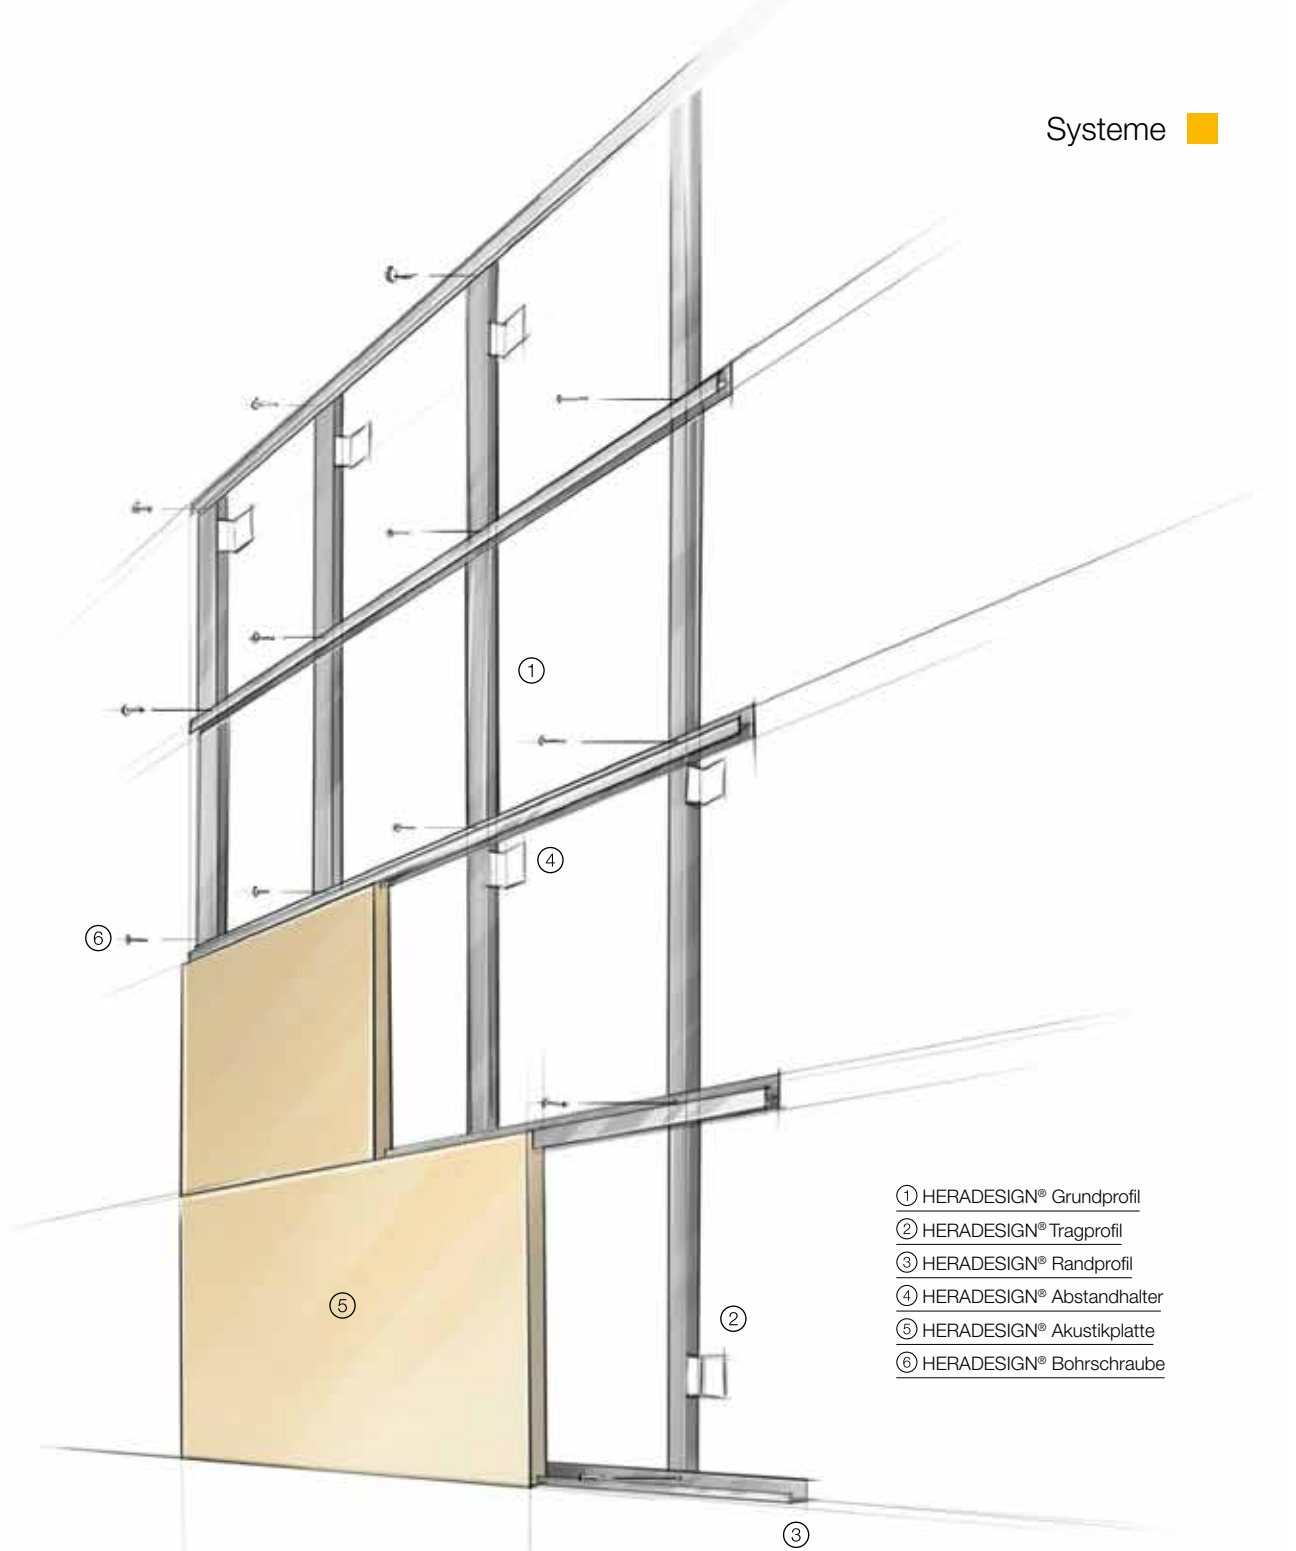 Systeme
1
4
6
5
2
3
1 HERADESIGN® Grundprofil
2 HERADESIGN® Tragprofil
3 HERADESIGN® Randprofil
4 HERADESIGN® Abstandhalter
5 HERADESIGN® Akustikplatte
6 HERADESIGN® Bohrschraube